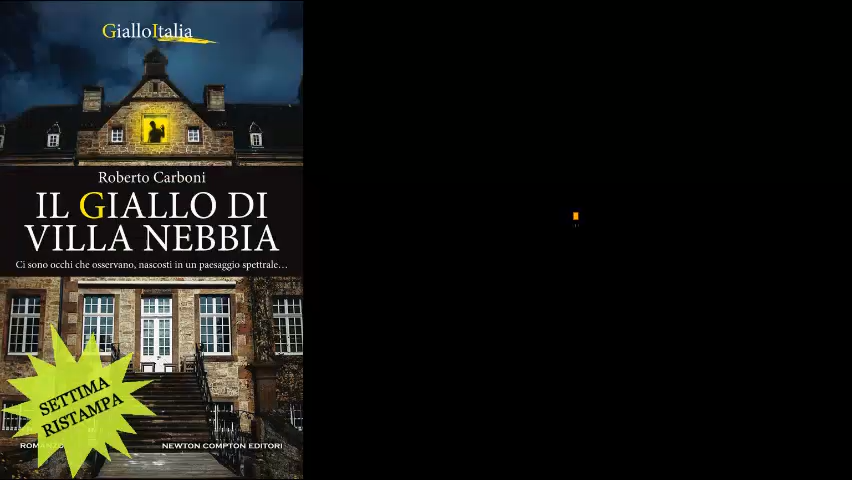 GialloItalia
Roberto Carboni
IL GIALLO DI
VILLA NEBBIA
Ci sono occhi che osservano, nascosti in un paesaggio spettrale…
SETTIMA
RISTAMPA
ROMANZO
NEWTON COMPTON EDITORI